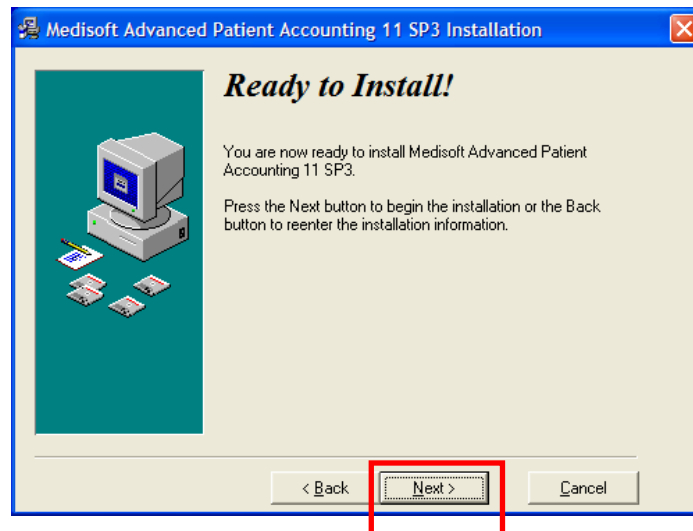 Medisoft Advanced Patient Accounting 11 SP3 Installation
Ready to Install!
You are now ready to install Medisoft Advanced Patient
Accounting 11 SP3.
Press the Next button to begin the installation or the Back
button to reenter the installation information.
< Back
Next >
Cancel